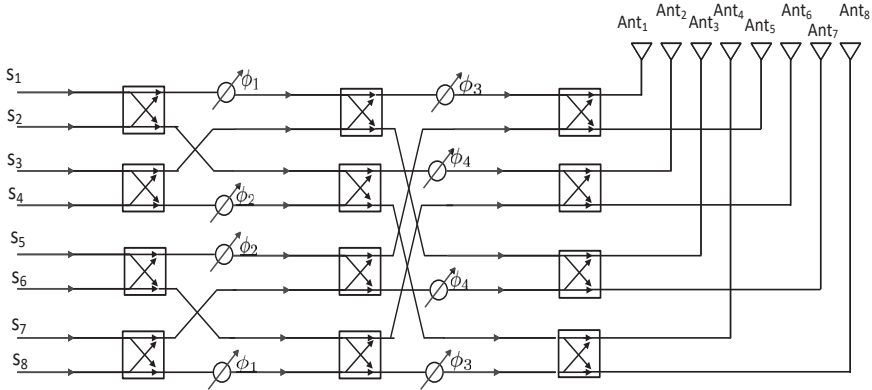 Ant₁ Ant₂ Ant₃ Ant₄ Ant₅ Ant₆ Ant₇ Ant₈
S₁ ϕ₁ ϕ₃
S₂
S₃ ϕ₄
S₄ ϕ₂
S₅ ϕ₂
S₆ ϕ₄
S₇
S₈ ϕ₁ ϕ₃